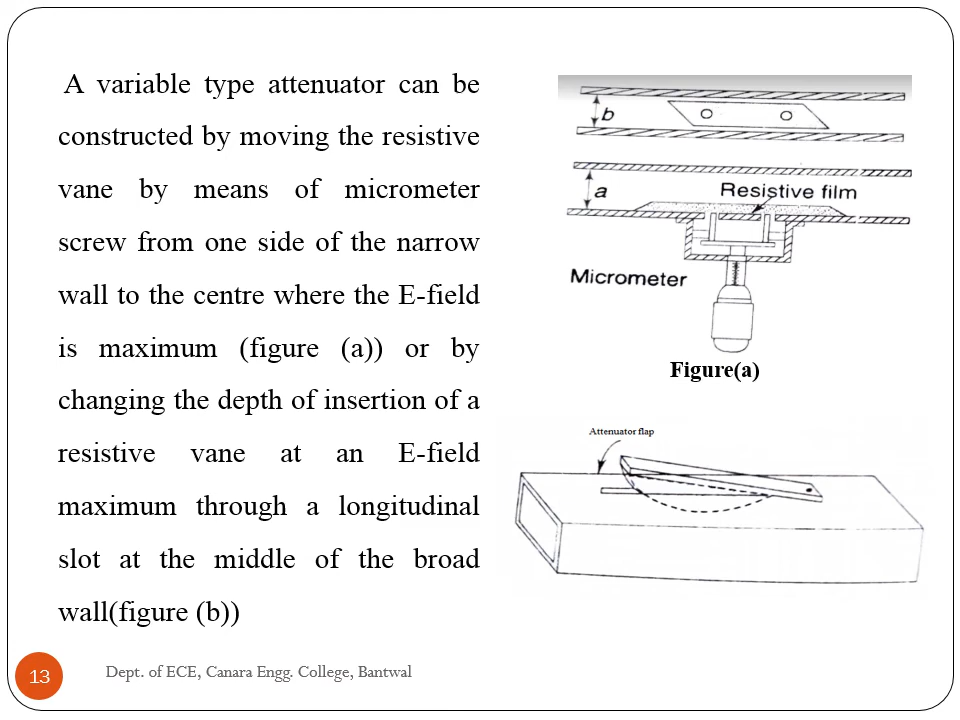 A variable type attenuator can be
constructed by moving the resistive
vane by means of micrometer
screw from one side of the narrow
wall to the centre where the E-field
is maximum (figure (a)) or by
changing the depth of insertion of a
resistive vane at an E-field
maximum through a longitudinal
slot at the middle of the broad
wall(figure (b))
b
a
Resistive film
Micrometer
Figure(a)
Attenuator flap
13
Dept. of ECE, Canara Engg. College, Bantwal